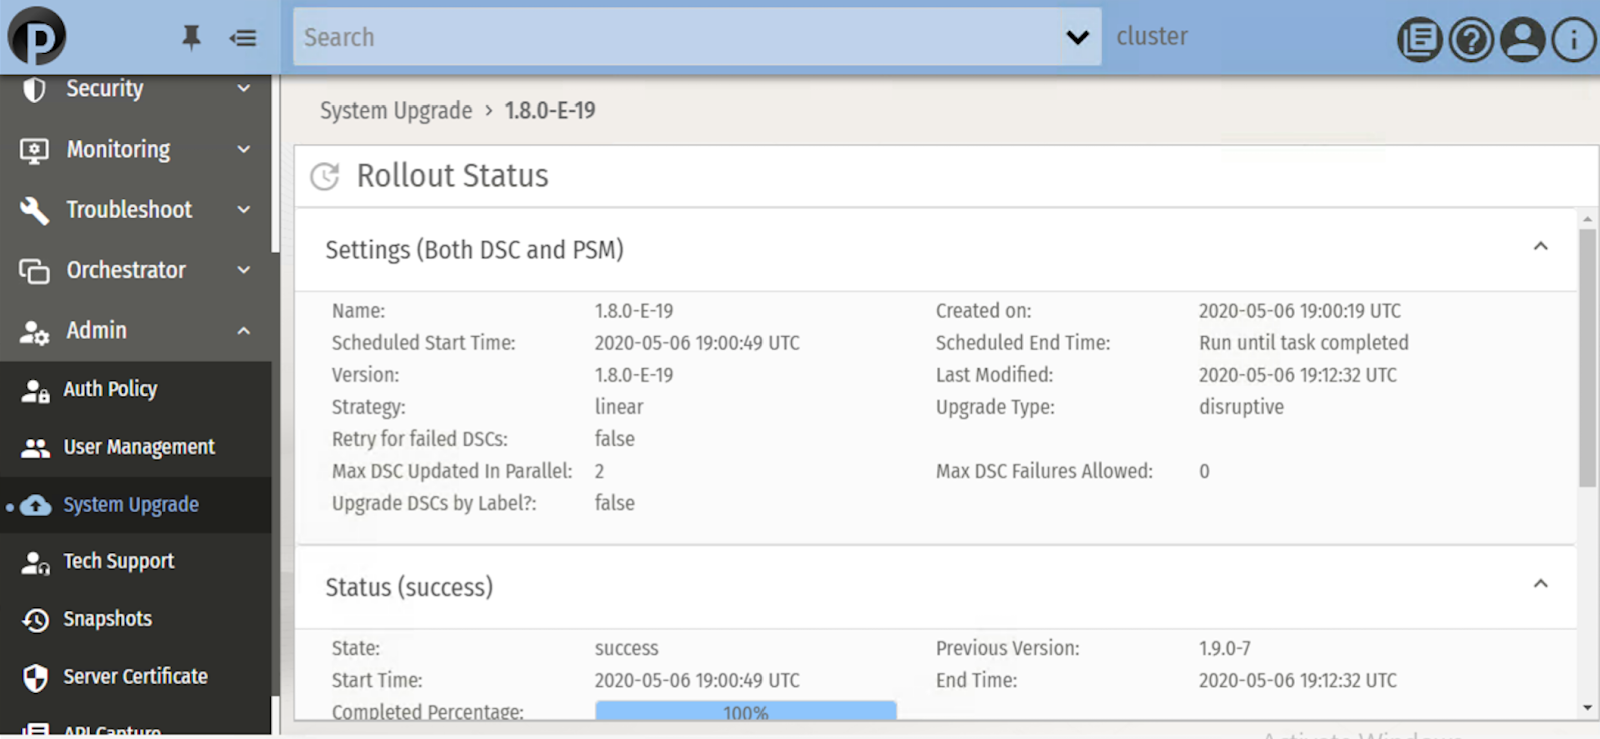 P
Search
cluster
Security
Monitoring
Troubleshoot
Orchestrator
Admin
Auth Policy
User Management
System Upgrade
Tech Support
Snapshots
Server Certificate
API Capture
System Upgrade > 1.8.0-E-19
Rollout Status
Settings (Both DSC and PSM)
Name: 1.8.0-E-19 Created on: 2020-05-06 19:00:19 UTC
Scheduled Start Time: 2020-05-06 19:00:49 UTC Scheduled End Time: Run until task completed
Version: 1.8.0-E-19 Last Modified: 2020-05-06 19:12:32 UTC
Strategy: linear Upgrade Type: disruptive
Retry for failed DSCs: false
Max DSC Updated In Parallel: 2 Max DSC Failures Allowed: 0
Upgrade DSCs by Label?: false
Status (success)
State: success Previous Version: 1.9.0-7
Start Time: 2020-05-06 19:00:49 UTC End Time: 2020-05-06 19:12:32 UTC
Completed Percentage: 100%
Activate Windows